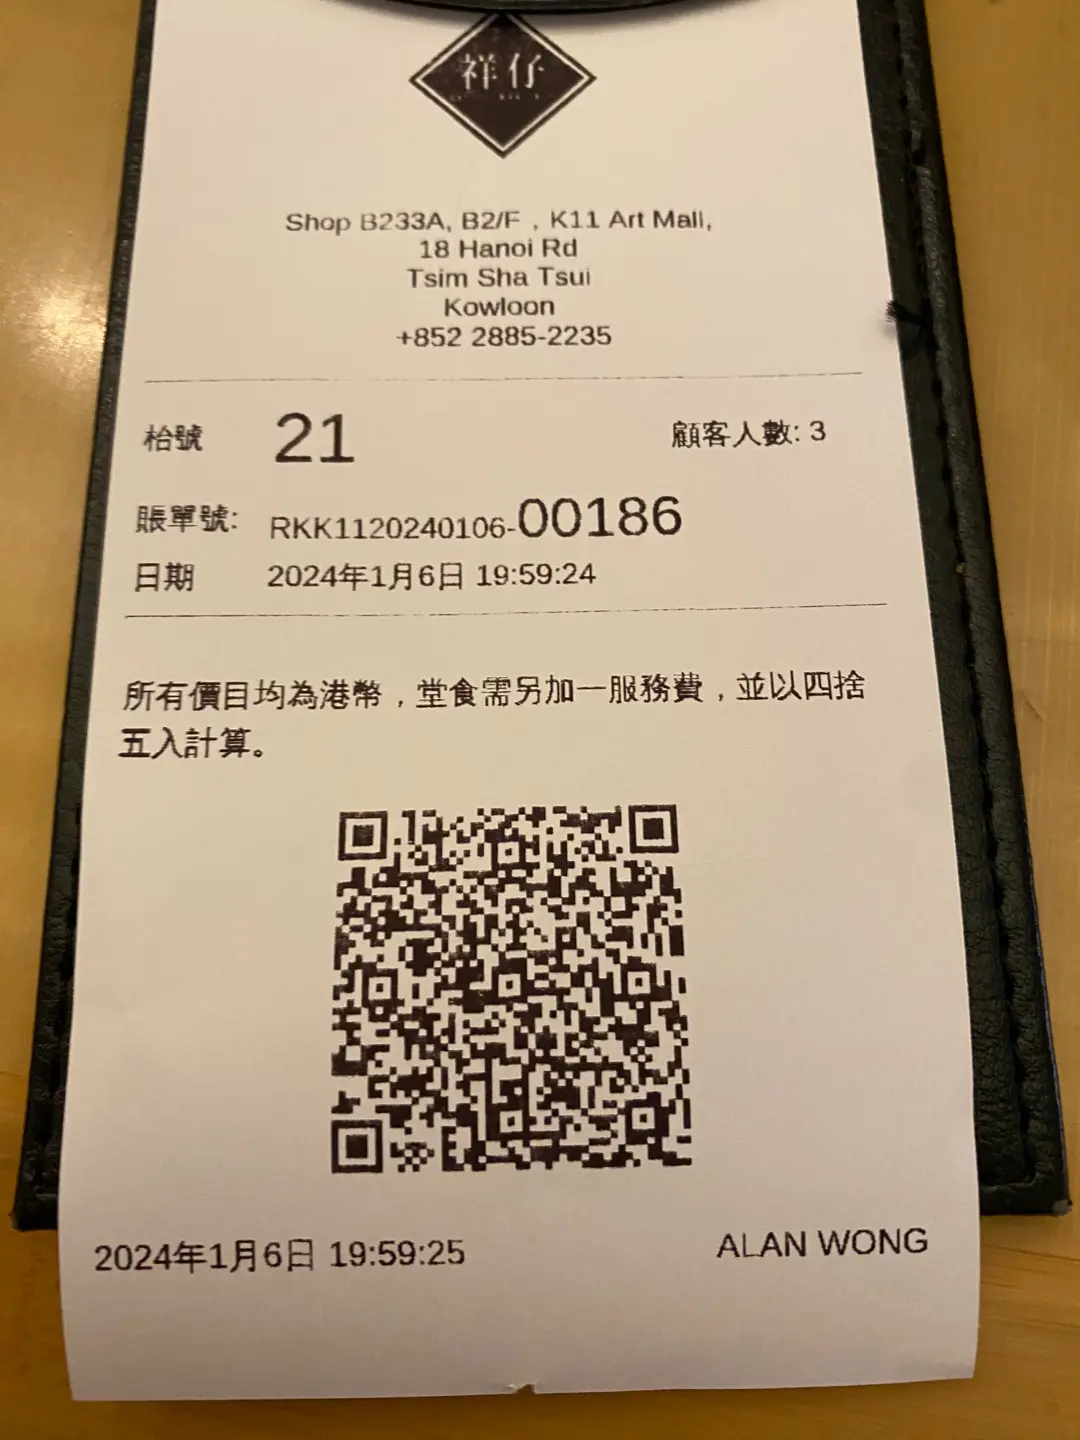 祥仔
Shop B233A, B2/F , K11 Art Mall,
18 Hanoi Rd
Tsim Sha Tsui
Kowloon
+852 2885-2235
枱號 21 顧客人數: 3
賬單號: RKK1120240106-00186
日期 2024年1月6日 19:59:24
所有價目均為港幣，堂食需另加一服務費，並以四捨
五入計算。
2024年1月6日 19:59:25 ALAN WONG